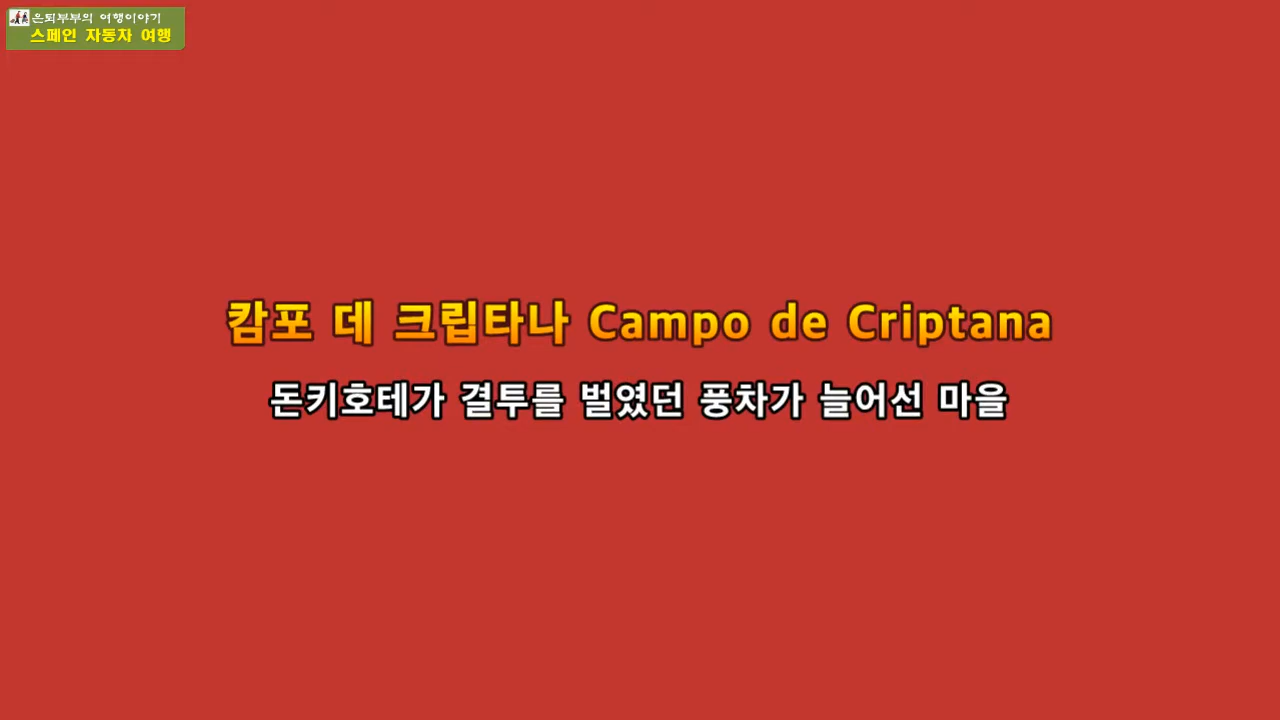 은퇴부부의 여행이야기
스페인 자동차 여행
캄포 데 크립타나 Campo de Criptana
돈키호테가 결투를 벌였던 풍차가 늘어선 마을